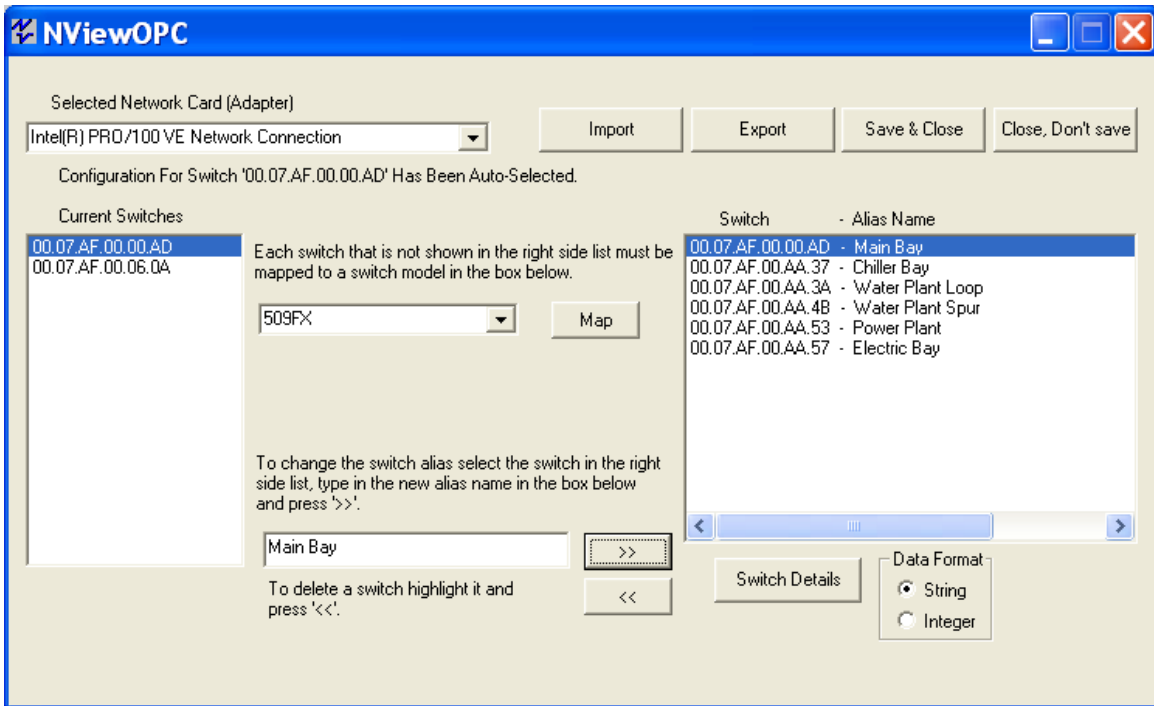 NViewOPC
Selected Network Card (Adapter)
Intel(R) PRO/100 VE Network Connection
Import
Export
Save & Close
Close, Don't save
Configuration For Switch '00.07.AF.00.00.AD' Has Been Auto-Selected.
Current Switches
00.07.AF.00.00.AD
00.07.AF.00.06.0A
Each switch that is not shown in the right side list must be
mapped to a switch model in the box below.
509FX
Map
To change the switch alias select the switch in the right
side list, type in the new alias name in the box below
and press '>>'.
Main Bay
>>
To delete a switch highlight it and
press '<<'.
<<
Switch - Alias Name
00.07.AF.00.00.AD - Main Bay
00.07.AF.00.AA.37 - Chiller Bay
00.07.AF.00.AA.3A - Water Plant Loop
00.07.AF.00.AA.4B - Water Plant Spur
00.07.AF.00.AA.53 - Power Plant
00.07.AF.00.AA.57 - Electric Bay
Switch Details
Data Format
String
Integer